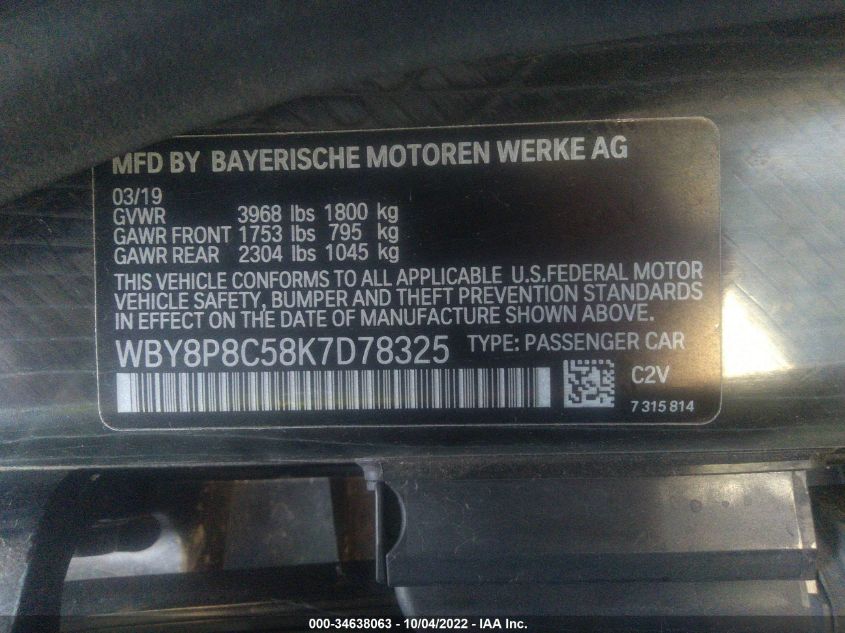 MFD BY BAYERISCHE MOTOREN WERKE AG
03/19
GVWR 3968 lbs 1800 kg
GAWR FRONT 1753 lbs 795 kg
GAWR REAR 2304 lbs 1045 kg
THIS VEHICLE CONFORMS TO ALL APPLICABLE U.S.FEDERAL MOTOR
VEHICLE SAFETY, BUMPER AND THEFT PREVENTION STANDARDS
IN EFFECT ON THE DATE OF MANUFACTURE SHOWN ABOVE.
WBY8P8C58K7D78325 TYPE: PASSENGER CAR
C2V
7 315 814
000-34638063 - 10/04/2022 - IAA Inc.